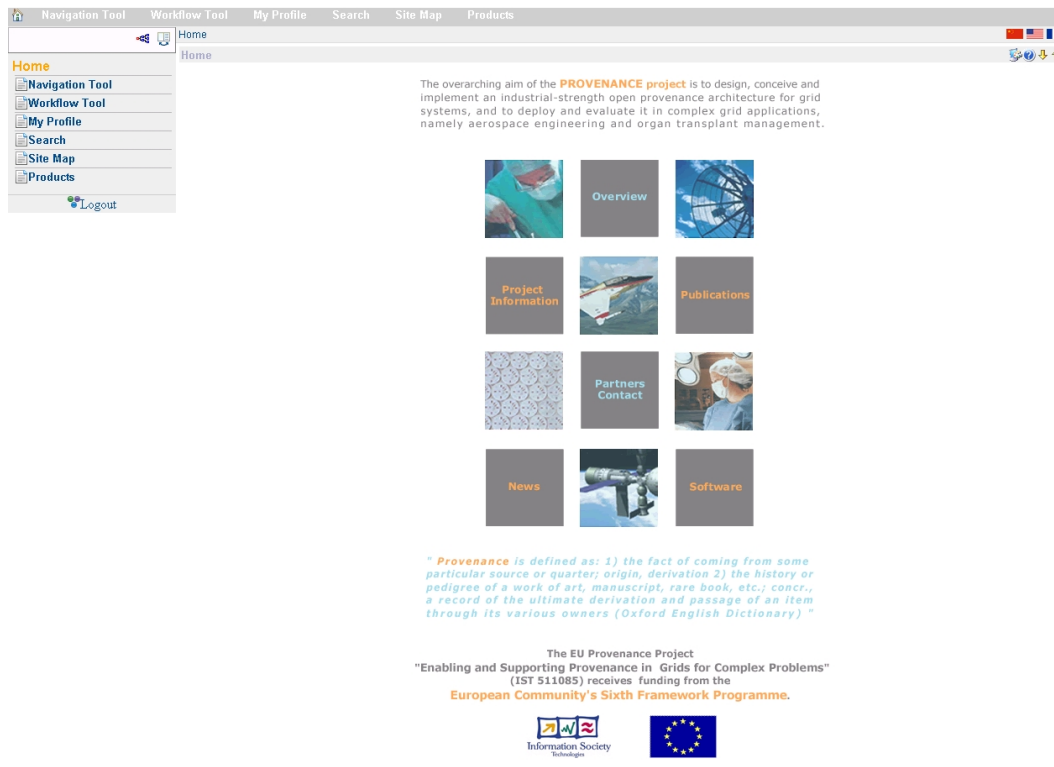 Navigation Tool Workflow Tool My Profile Search Site Map Products
Home
Home
Home
Navigation Tool
Workflow Tool
My Profile
Search
Site Map
Products
Logout
The overarching aim of the PROVENANCE project is to design, conceive and
implement an industrial-strength open provenance architecture for grid
systems, and to deploy and evaluate it in complex grid applications,
namely aerospace engineering and organ transplant management.
Overview
Project
Information
Publications
Partners
Contact
News
Software
" Provenance is defined as: 1) the fact of coming from some
particular source or quarter; origin, derivation 2) the history or
pedigree of a work of art, manuscript, rare book, etc.; concr.,
a record of the ultimate derivation and passage of an item
through its various owners (Oxford English Dictionary) "
The EU Provenance Project
"Enabling and Supporting Provenance in Grids for Complex Problems"
(IST 511085) receives funding from the
European Community's Sixth Framework Programme.
Information Society
Technologies